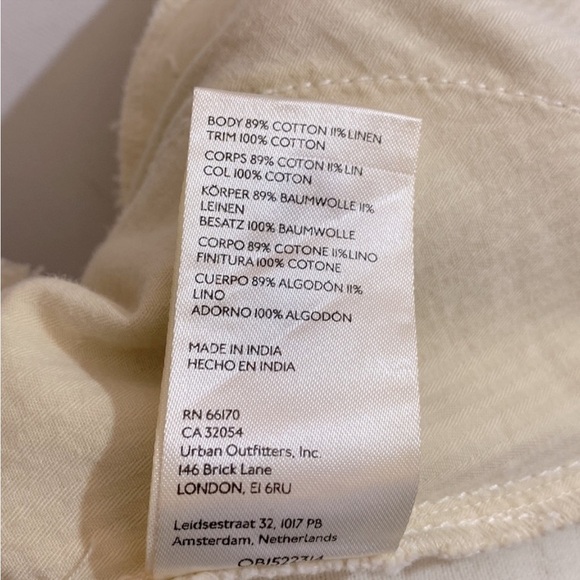 BODY 89% COTTON 11% LINEN
TRIM 100% COTTON
CORPS 89% COTON 11% LIN
COL 100% COTON
KÖRPER 89% BAUMWOLLE 11%
LEINEN
BESATZ 100% BAUMWOLLE
CORPO 89% COTONE 11%LINO
FINITURA 100% COTONE
CUERPO 89% ALGODÓN 11%
LINO
ADORNO 100% ALGODÓN
MADE IN INDIA
HECHO EN INDIA
RN 66170
CA 32054
Urban Outfitters, Inc.
146 Brick Lane
LONDON, E1 6RU
Leidsestraat 32, 1017 PB
Amsterdam, Netherlands